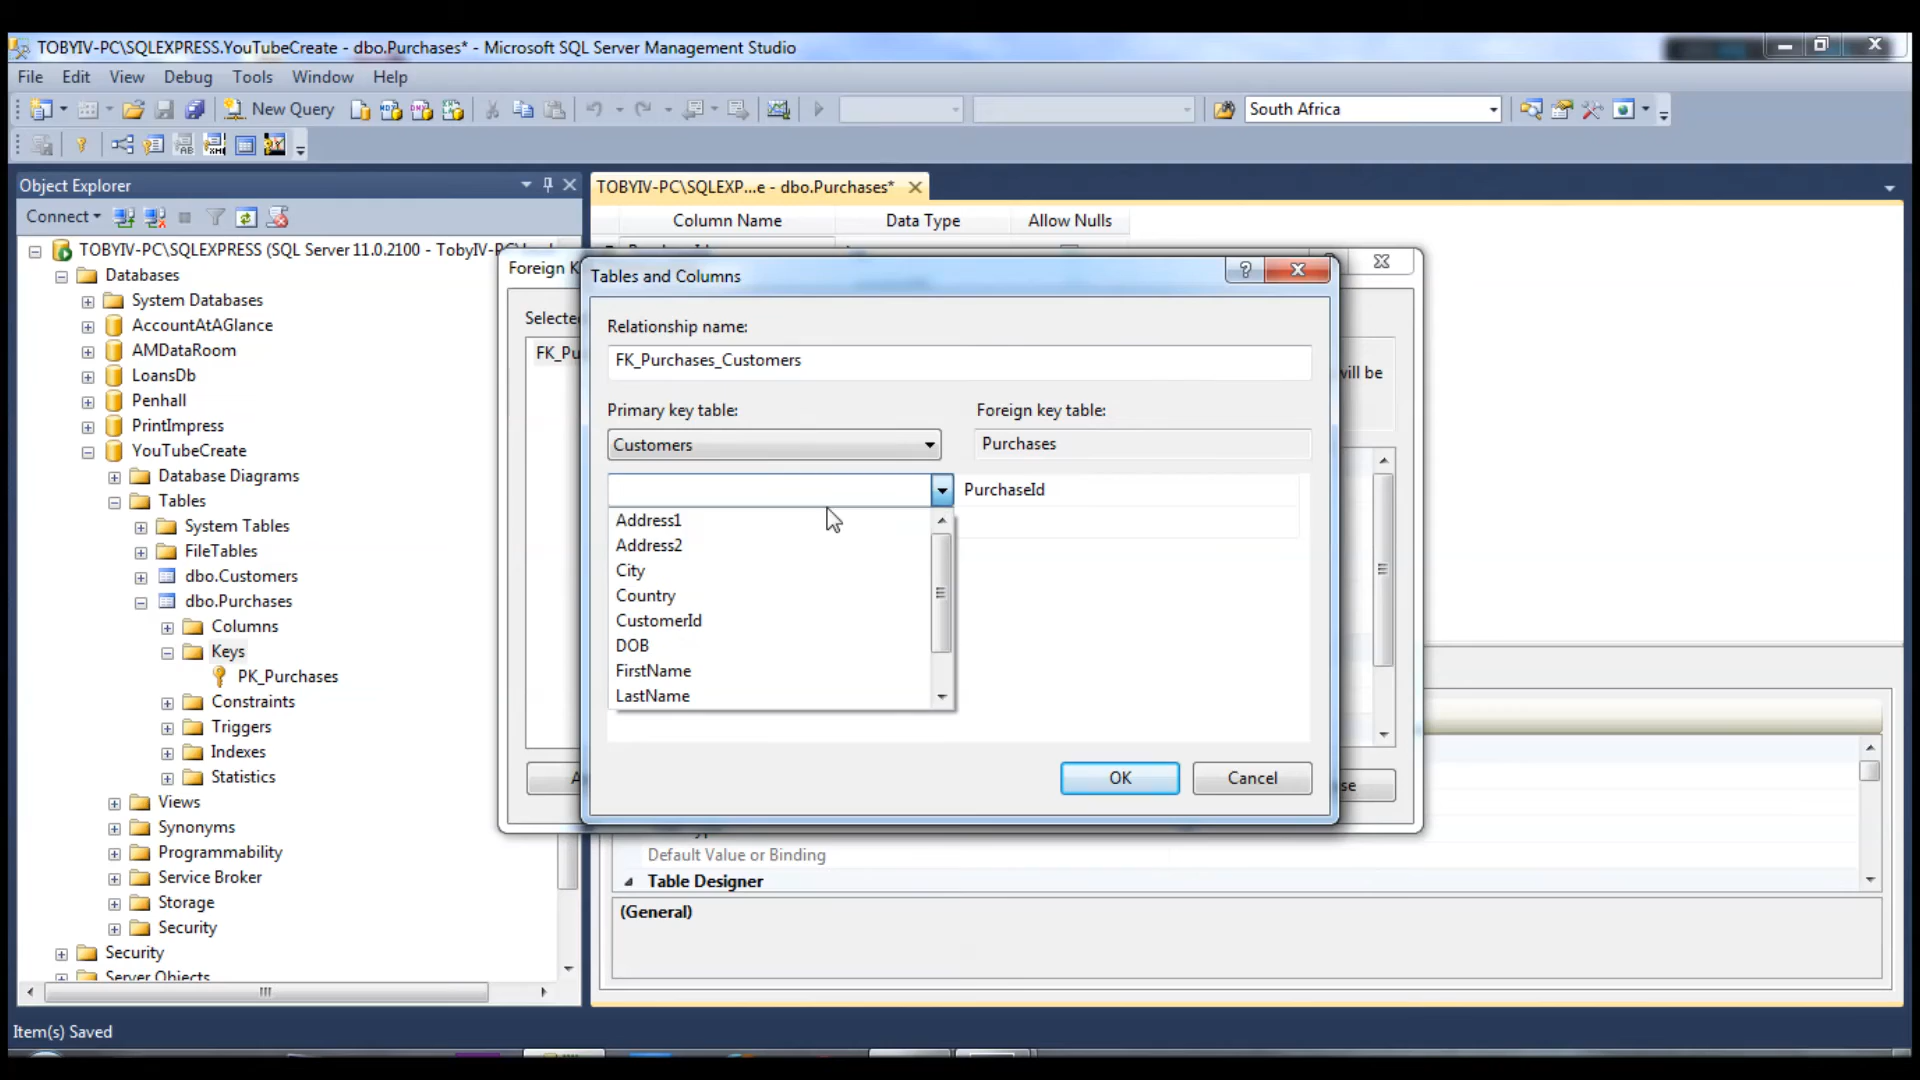 TOBYIV-PC\SQLEXPRESS.YouTubeCreate - dbo.Purchases* - Microsoft SQL Server Management Studio
File Edit View Debug Tools Window Help
New Query South Africa
Object Explorer
TOBYIV-PC\SQLEXP...e - dbo.Purchases*
Connect
Column Name Data Type Allow Nulls
TOBYIV-PC\SQLEXPRESS (SQL Server 11.0.2100 - TobyIV-PC\
Databases
System Databases
AccountAtAGlance
AMDataRoom
LoansDb
Penhall
PrintImpress
YouTubeCreate
Database Diagrams
Tables
System Tables
FileTables
dbo.Customers
dbo.Purchases
Columns
Keys
PK_Purchases
Constraints
Triggers
Indexes
Statistics
Views
Synonyms
Programmability
Service Broker
Storage
Security
Security
Server Objects
Foreign K
Selected
FK_Pu
will be
Tables and Columns
Relationship name:
FK_Purchases_Customers
Primary key table: Foreign key table:
Customers Purchases
PurchaseId
Address1
Address2
City
Country
CustomerId
DOB
FirstName
LastName
OK Cancel
Default Value or Binding
Table Designer
(General)
Item(s) Saved